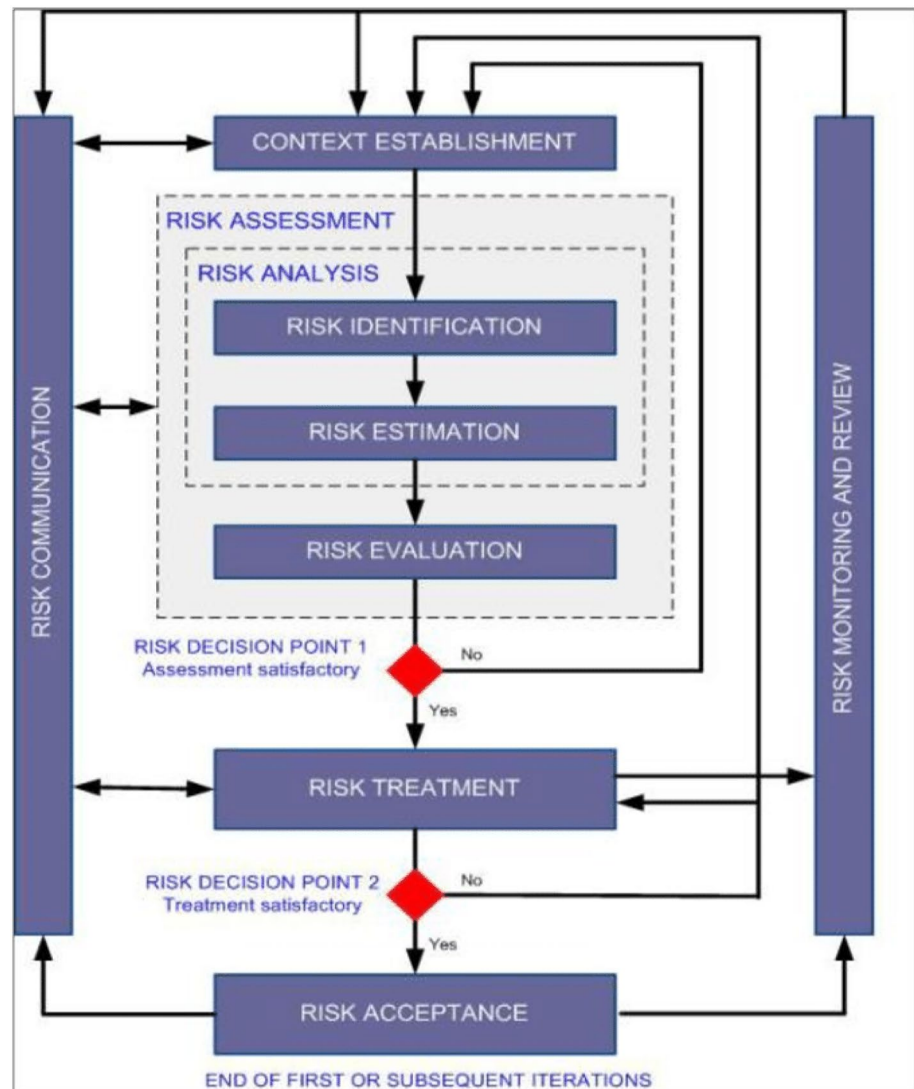 CONTEXT ESTABLISHMENT
RISK ASSESSMENT
RISK ANALYSIS
RISK IDENTIFICATION
RISK ESTIMATION
RISK EVALUATION
RISK DECISION POINT 1
Assessment satisfactory
No
Yes
RISK TREATMENT
RISK DECISION POINT 2
Treatment satisfactory
No
Yes
RISK ACCEPTANCE
END OF FIRST OR SUBSEQUENT ITERATIONS
RISK COMMUNICATION
RISK MONITORING AND REVIEW